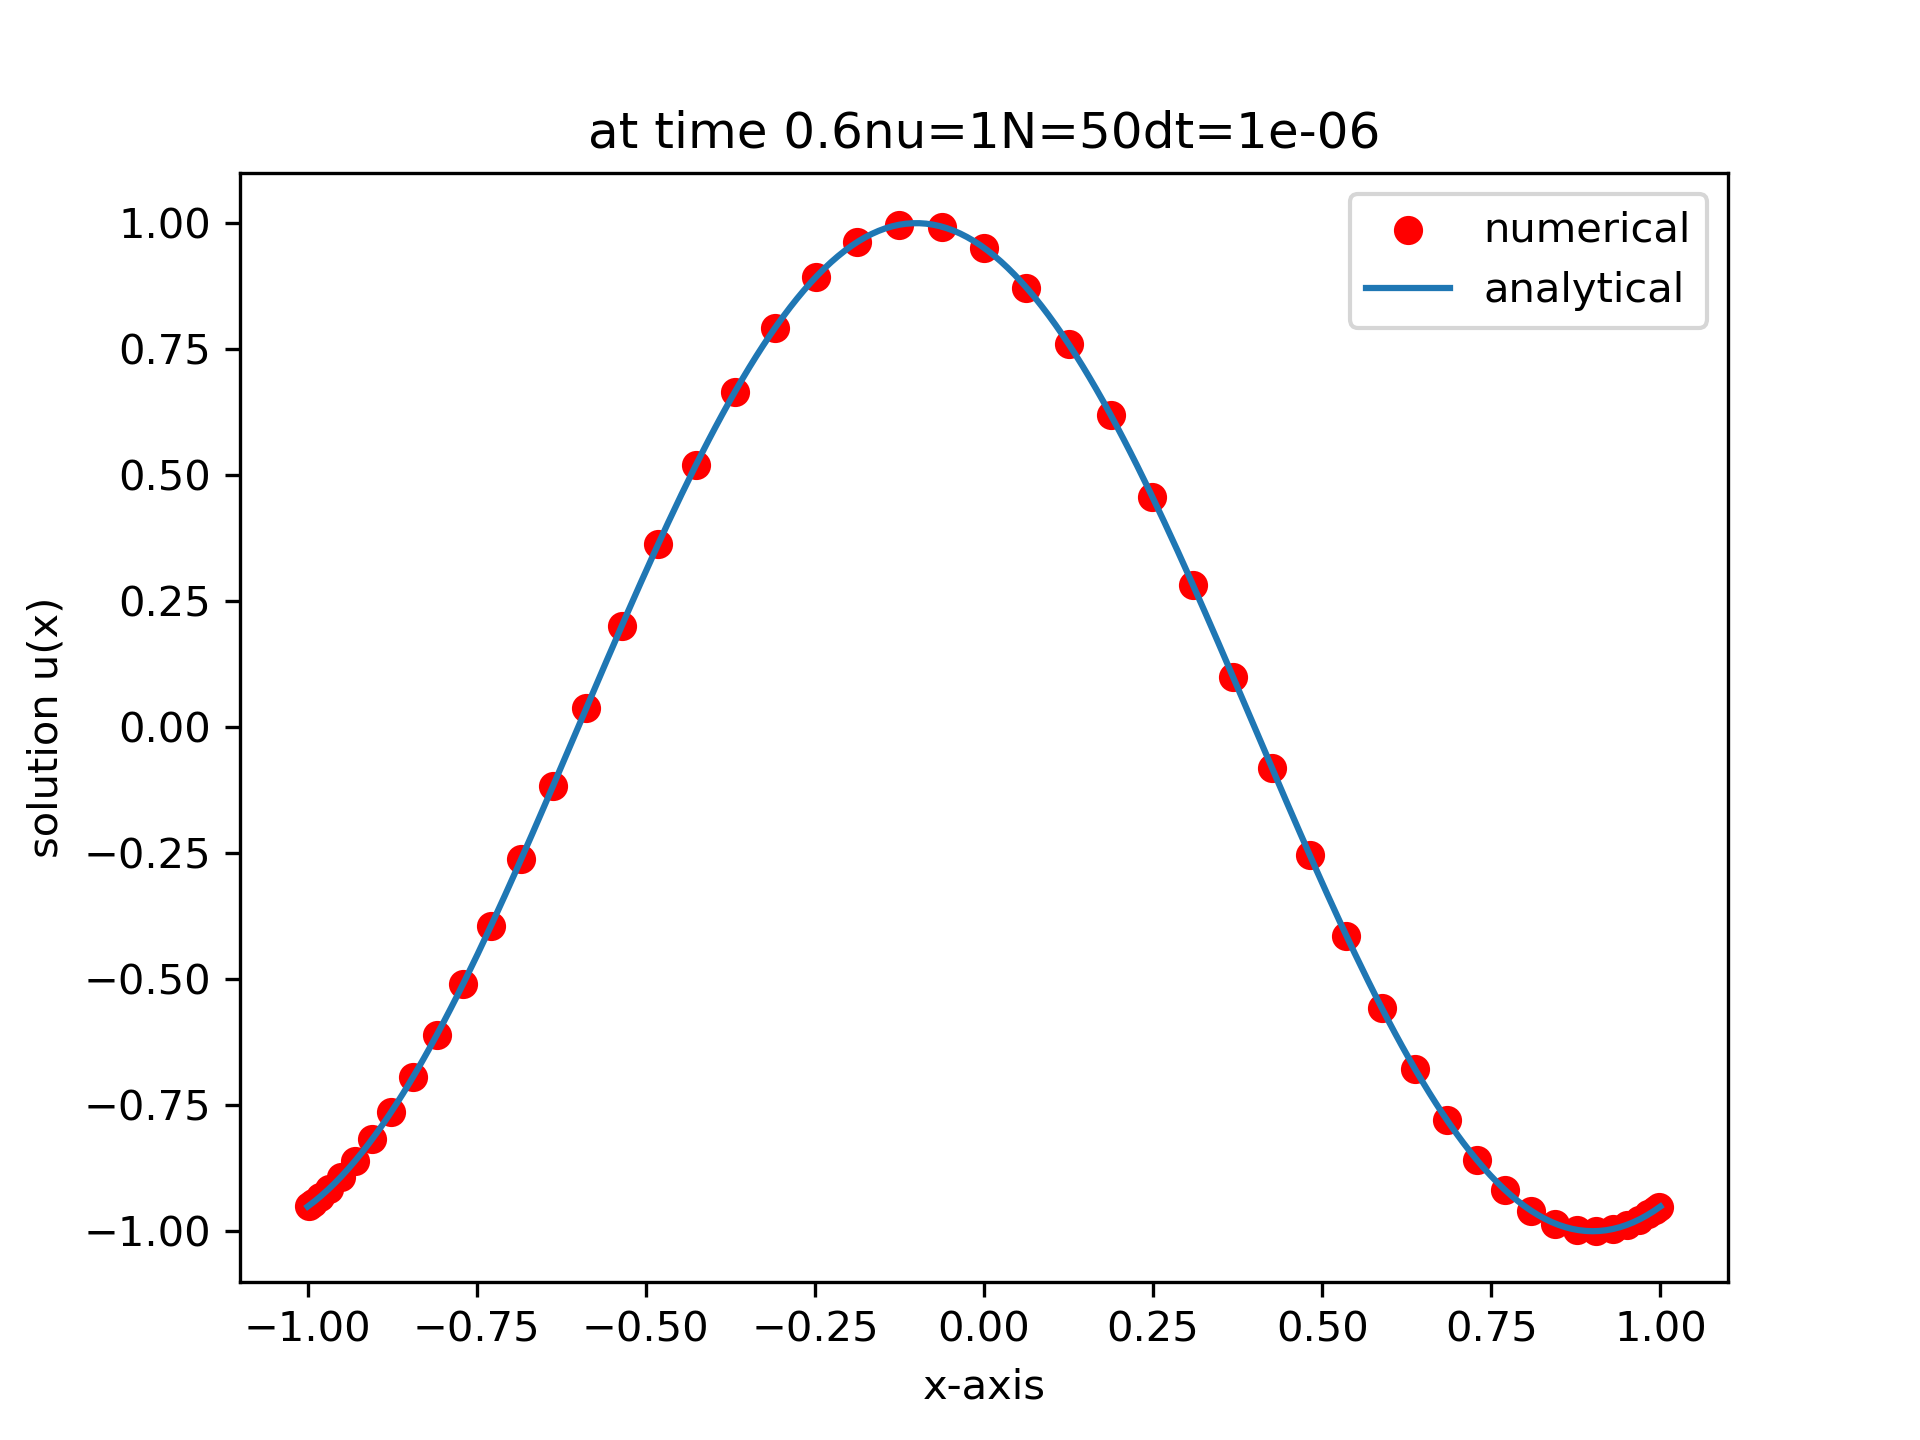 at time 0.6nu=1N=50dt=1e-06
numerical
analytical
1.00
0.75
0.50
0.25
0.00
−0.25
−0.50
−0.75
−1.00
solution u(x)
−1.00 −0.75 −0.50 −0.25 0.00 0.25 0.50 0.75 1.00
x-axis